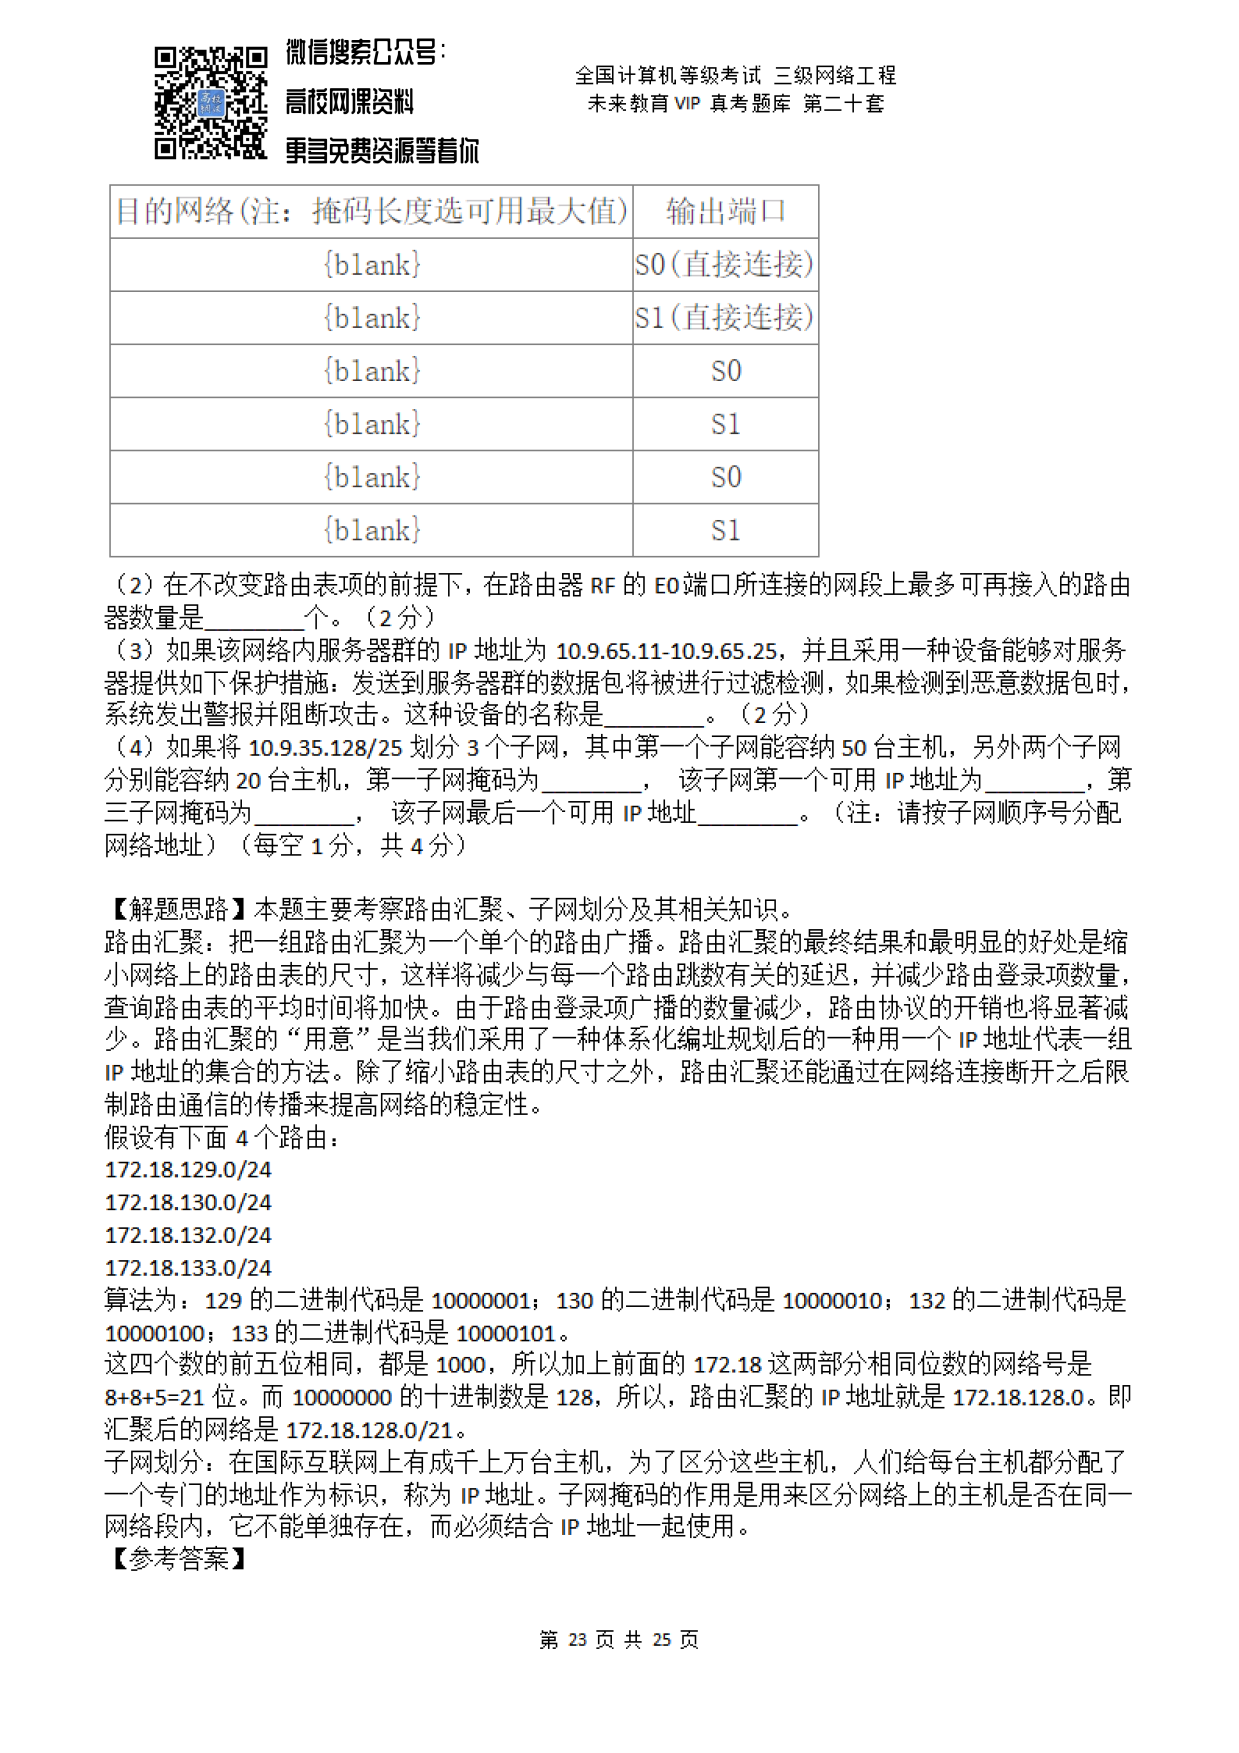 微信搜索公众号：
高校网课资料
更多免费资源等着你
全国计算机等级考试 三级网络工程
未来教育 VIP 真考题库 第二十套
目的网络(注：掩码长度选可用最大值) 输出端口
{blank} S0(直接连接)
{blank} S1(直接连接)
{blank} S0
{blank} S1
{blank} S0
{blank} S1
（2）在不改变路由表项的前提下，在路由器 RF 的 E0 端口所连接的网段上最多可再接入的路由
器数量是________个。（2 分）
（3）如果该网络内服务器群的 IP 地址为 10.9.65.11-10.9.65.25，并且采用一种设备能够对服务
器提供如下保护措施：发送到服务器群的数据包将被进行过滤检测，如果检测到恶意数据包时，
系统发出警报并阻断攻击。这种设备的名称是________。（2 分）
（4）如果将 10.9.35.128/25 划分 3 个子网，其中第一个子网能容纳 50 台主机，另外两个子网
分别能容纳 20 台主机，第一子网掩码为________， 该子网第一个可用 IP 地址为________，第
三子网掩码为________， 该子网最后一个可用 IP 地址________。（注：请按子网顺序号分配
网络地址）（每空 1 分，共 4 分）
【解题思路】本题主要考察路由汇聚、子网划分及其相关知识。
路由汇聚：把一组路由汇聚为一个单个的路由广播。路由汇聚的最终结果和最明显的好处是缩
小网络上的路由表的尺寸，这样将减少与每一个路由跳数有关的延迟，并减少路由登录项数量，
查询路由表的平均时间将加快。由于路由登录项广播的数量减少，路由协议的开销也将显著减
少。路由汇聚的“用意”是当我们采用了一种体系化编址规划后的一种用一个 IP 地址代表一组
IP 地址的集合的方法。除了缩小路由表的尺寸之外，路由汇聚还能通过在网络连接断开之后限
制路由通信的传播来提高网络的稳定性。
假设有下面 4 个路由：
172.18.129.0/24
172.18.130.0/24
172.18.132.0/24
172.18.133.0/24
算法为：129 的二进制代码是 10000001；130 的二进制代码是 10000010；132 的二进制代码是
10000100；133 的二进制代码是 10000101。
这四个数的前五位相同，都是 1000，所以加上前面的 172.18 这两部分相同位数的网络号是
8+8+5=21 位。而 10000000 的十进制数是 128，所以，路由汇聚的 IP 地址就是 172.18.128.0。即
汇聚后的网络是 172.18.128.0/21。
子网划分：在国际互联网上有成千上万台主机，为了区分这些主机，人们给每台主机都分配了
一个专门的地址作为标识，称为 IP 地址。子网掩码的作用是用来区分网络上的主机是否在同一
网络段内，它不能单独存在，而必须结合 IP 地址一起使用。
【参考答案】
第 23 页 共 25 页